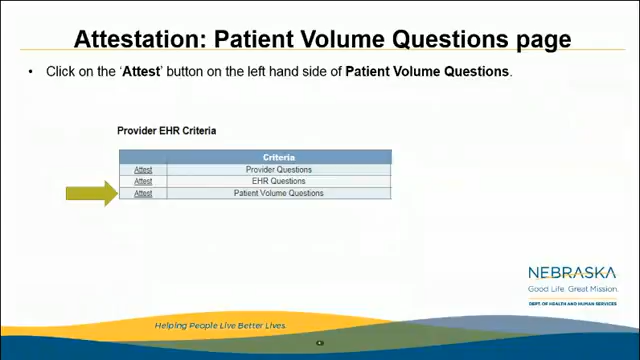 Attestation: Patient Volume Questions page
• Click on the 'Attest' button on the left hand side of Patient Volume Questions.
Provider EHR Criteria
Criteria
Attest Provider Questions
Attest EHR Questions
Attest Patient Volume Questions
NEBRASKA
Good Life. Great Mission.
DEPT. OF HEALTH AND HUMAN SERVICES
Helping People Live Better Lives.